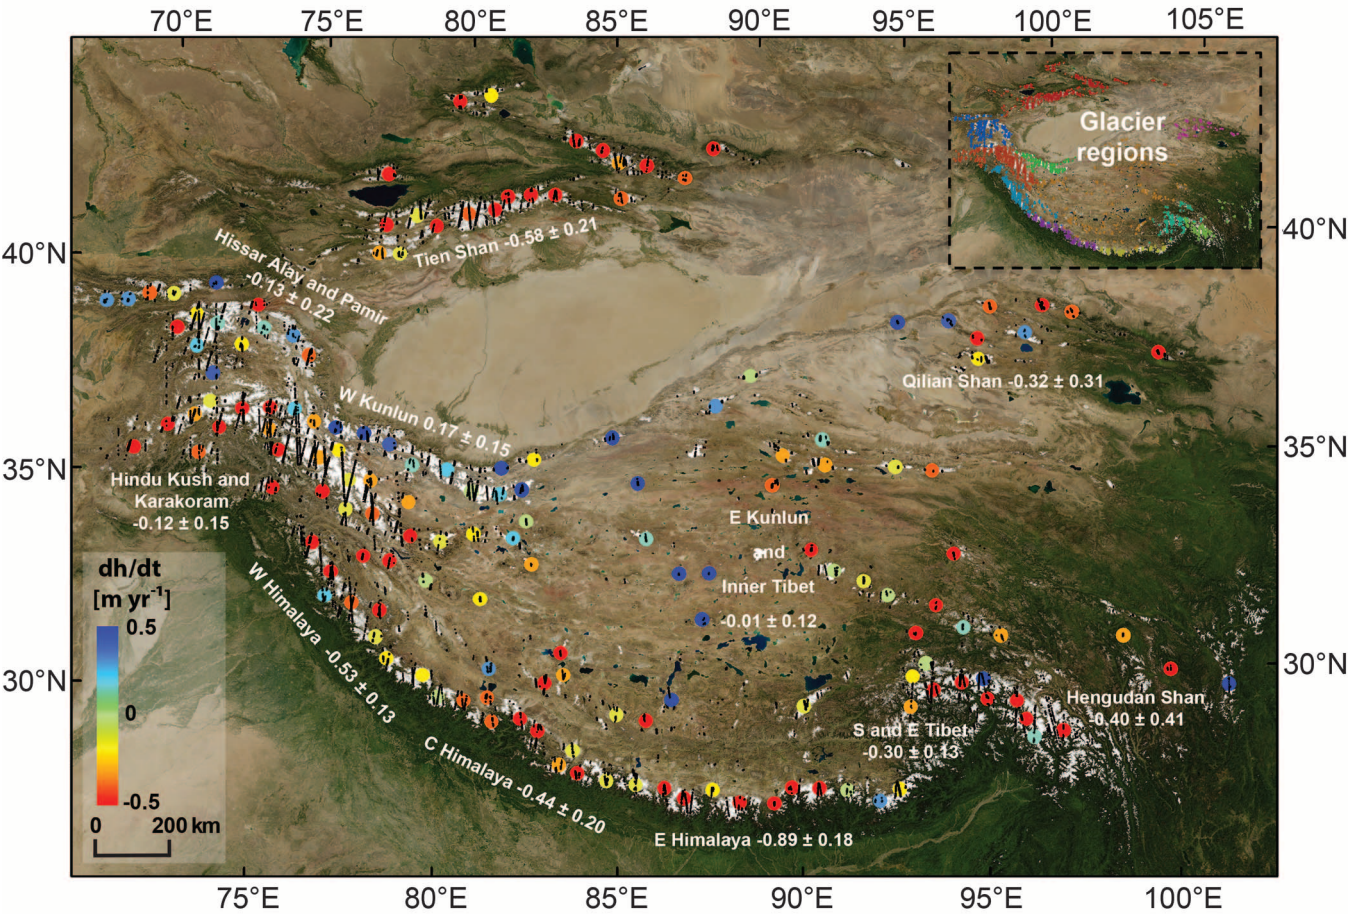 70°E 75°E 80°E 85°E 90°E 95°E 100°E 105°E
Glacier
regions
40°N
40°N
Hissar Alay and Pamir
-0.13 ± 0.22
Tien Shan -0.58 ± 0.21
Qilian Shan -0.32 ± 0.31
W Kunlun 0.17 ± 0.15
35°N
35°N
Hindu Kush and
Karakoram
-0.12 ± 0.15
E Kunlun
and
Inner Tibet
-0.01 ± 0.12
dh/dt
[m yr⁻¹]
0.5
0
-0.5
0 200 km
W Himalaya -0.53 ± 0.13
30°N
30°N
Hengudan Shan
-0.40 ± 0.41
S and E Tibet
-0.30 ± 0.13
C Himalaya -0.44 ± 0.20
E Himalaya -0.89 ± 0.18
75°E 80°E 85°E 90°E 95°E 100°E